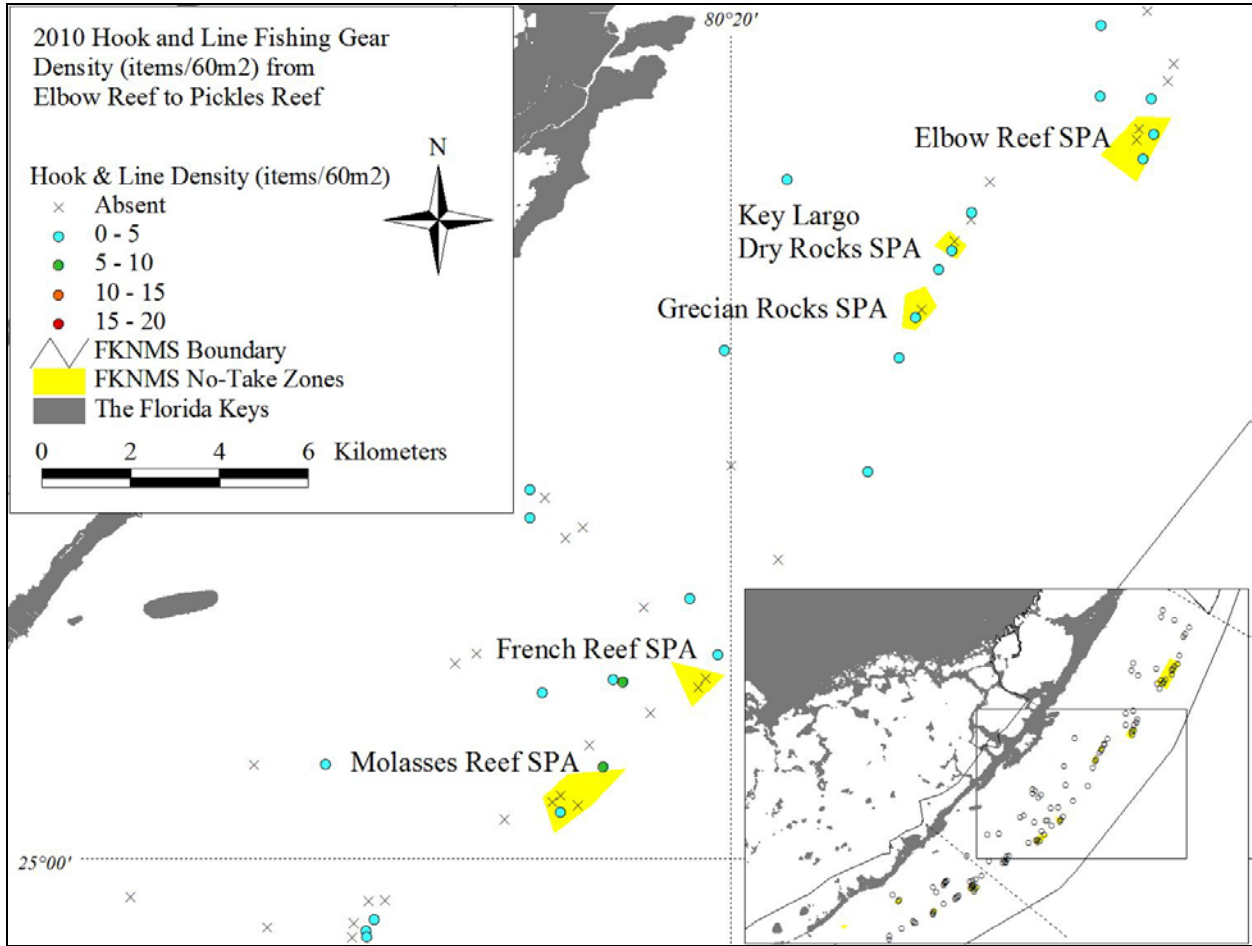 2010 Hook and Line Fishing Gear
Density (items/60m2) from
Elbow Reef to Pickles Reef
Hook & Line Density (items/60m2)
Absent
0 - 5
5 - 10
10 - 15
15 - 20
FKNMS Boundary
FKNMS No-Take Zones
The Florida Keys
0 2 4 6 Kilometers
N
80°20'
Elbow Reef SPA
Key Largo
Dry Rocks SPA
Grecian Rocks SPA
French Reef SPA
Molasses Reef SPA
25°00'